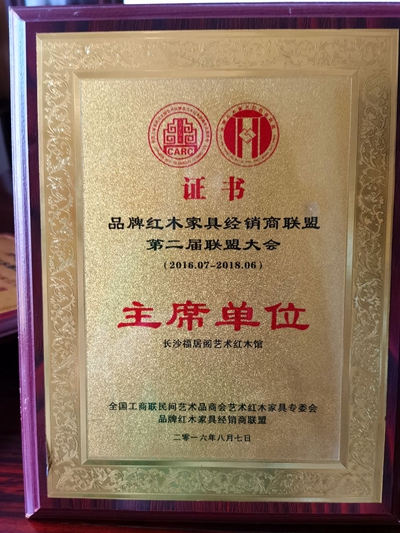 CARC
证书
品牌红木家具经销商联盟
第二届联盟大会
(2016.07-2018.06)
主席单位
长沙福居阁艺术红木馆
全国工商联民间艺术品商会艺术红木家具专委会
品牌红木家具经销商联盟
二零一六年八月七日